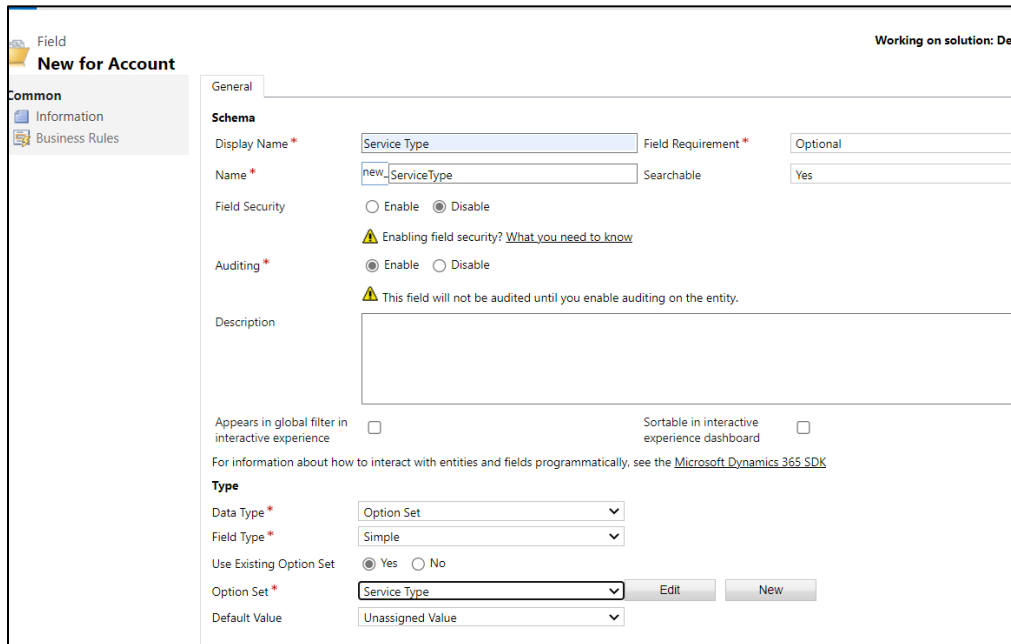 Field
New for Account
Working on solution: De
Common
Information
Business Rules
General
Schema
Display Name * Service Type Field Requirement * Optional
Name * new_ ServiceType Searchable Yes
Field Security Enable Disable
Enabling field security? What you need to know
Auditing * Enable Disable
This field will not be audited until you enable auditing on the entity.
Description
Appears in global filter in
interactive experience
Sortable in interactive
experience dashboard
For information about how to interact with entities and fields programmatically, see the Microsoft Dynamics 365 SDK
Type
Data Type * Option Set
Field Type * Simple
Use Existing Option Set Yes No
Option Set * Service Type Edit New
Default Value Unassigned Value